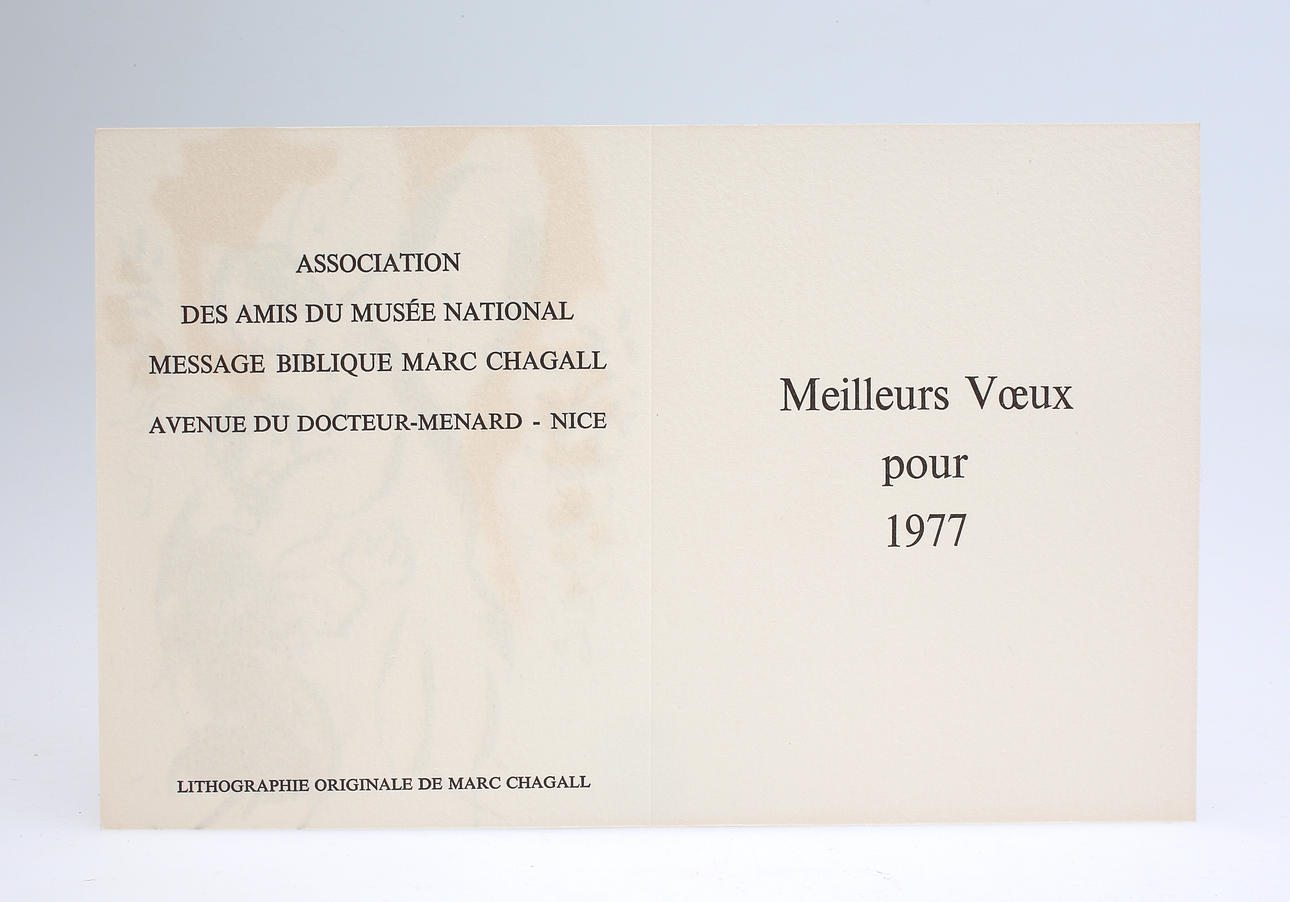 ASSOCIATION
DES AMIS DU MUSÉE NATIONAL
MESSAGE BIBLIQUE MARC CHAGALL
AVENUE DU DOCTEUR-MENARD - NICE
LITHOGRAPHIE ORIGINALE DE MARC CHAGALL
Meilleurs Vœux
pour
1977